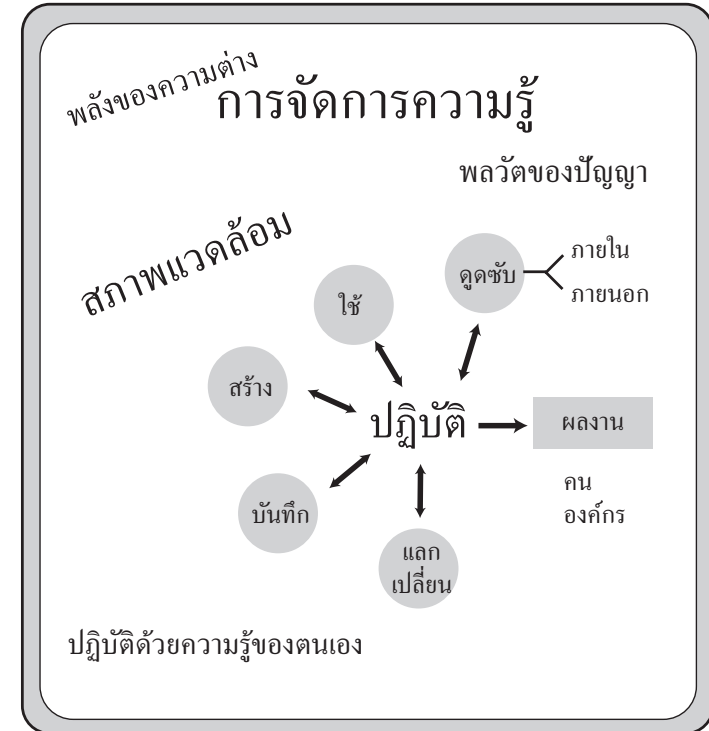 พลังของความต่าง
การจัดการความรู้
พลวัตของปัญญา
สภาพแวดล้อม
ดูดซับ
ภายใน
ภายนอก
ใช้
สร้าง
ปฏิบัติ
ผลงาน
คน
องค์กร
บันทึก
แลก
เปลี่ยน
ปฏิบัติด้วยความรู้ของตนเอง